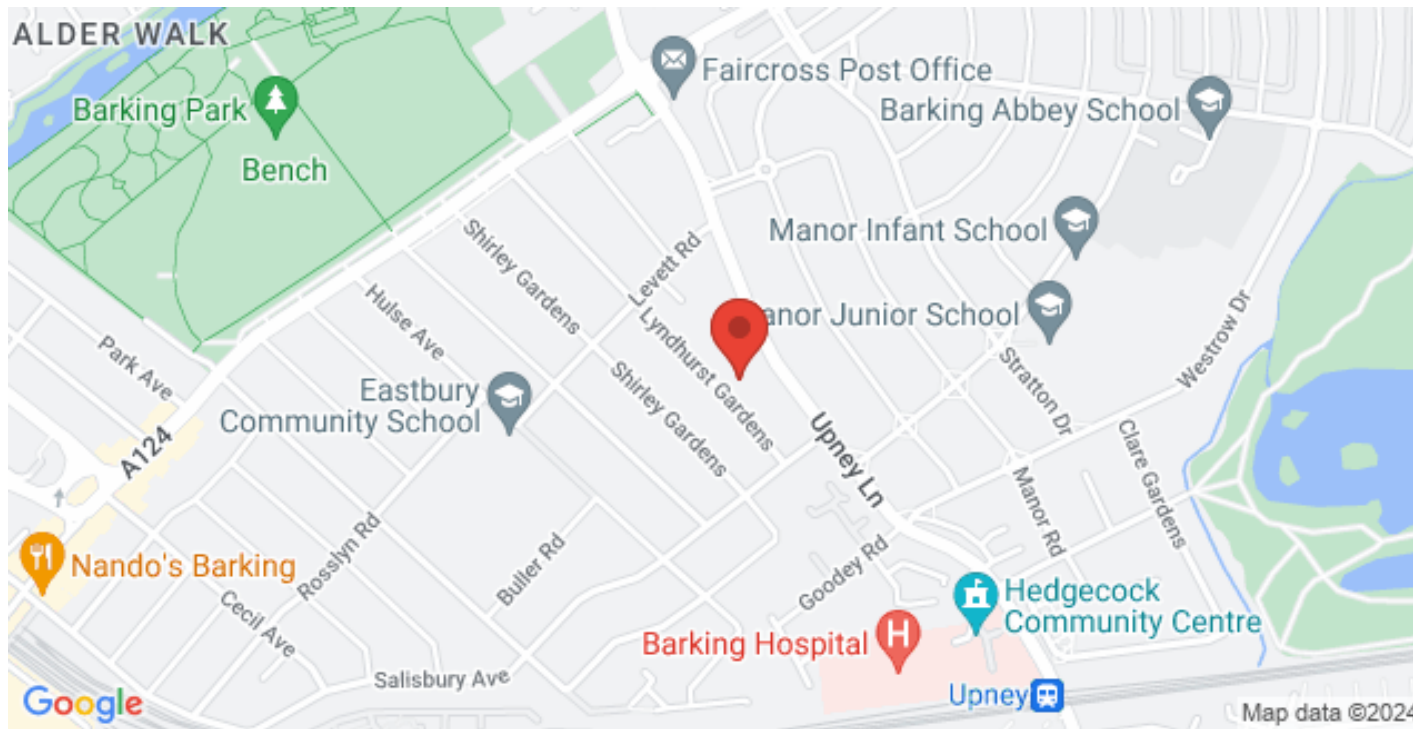 ALDER WALK
Faircross Post Office
Barking Park
Barking Abbey School
Bench
Manor Infant School
Shirley Gardens
Levett Rd
Hulse Ave
Lyndhurst Gardens
anor Junior School
Westrow Dr
Park Ave
Eastbury
Community School
Shirley Gardens
Stratton Dr
A124
Upney Ln
Clare Gardens
Manor Rd
Nando's Barking
Rosslyn Rd
Buller Rd
Goodey Rd
Hedgecock
Community Centre
Cecil Ave
Barking Hospital
Salisbury Ave
Upney
Google
Map data ©2024